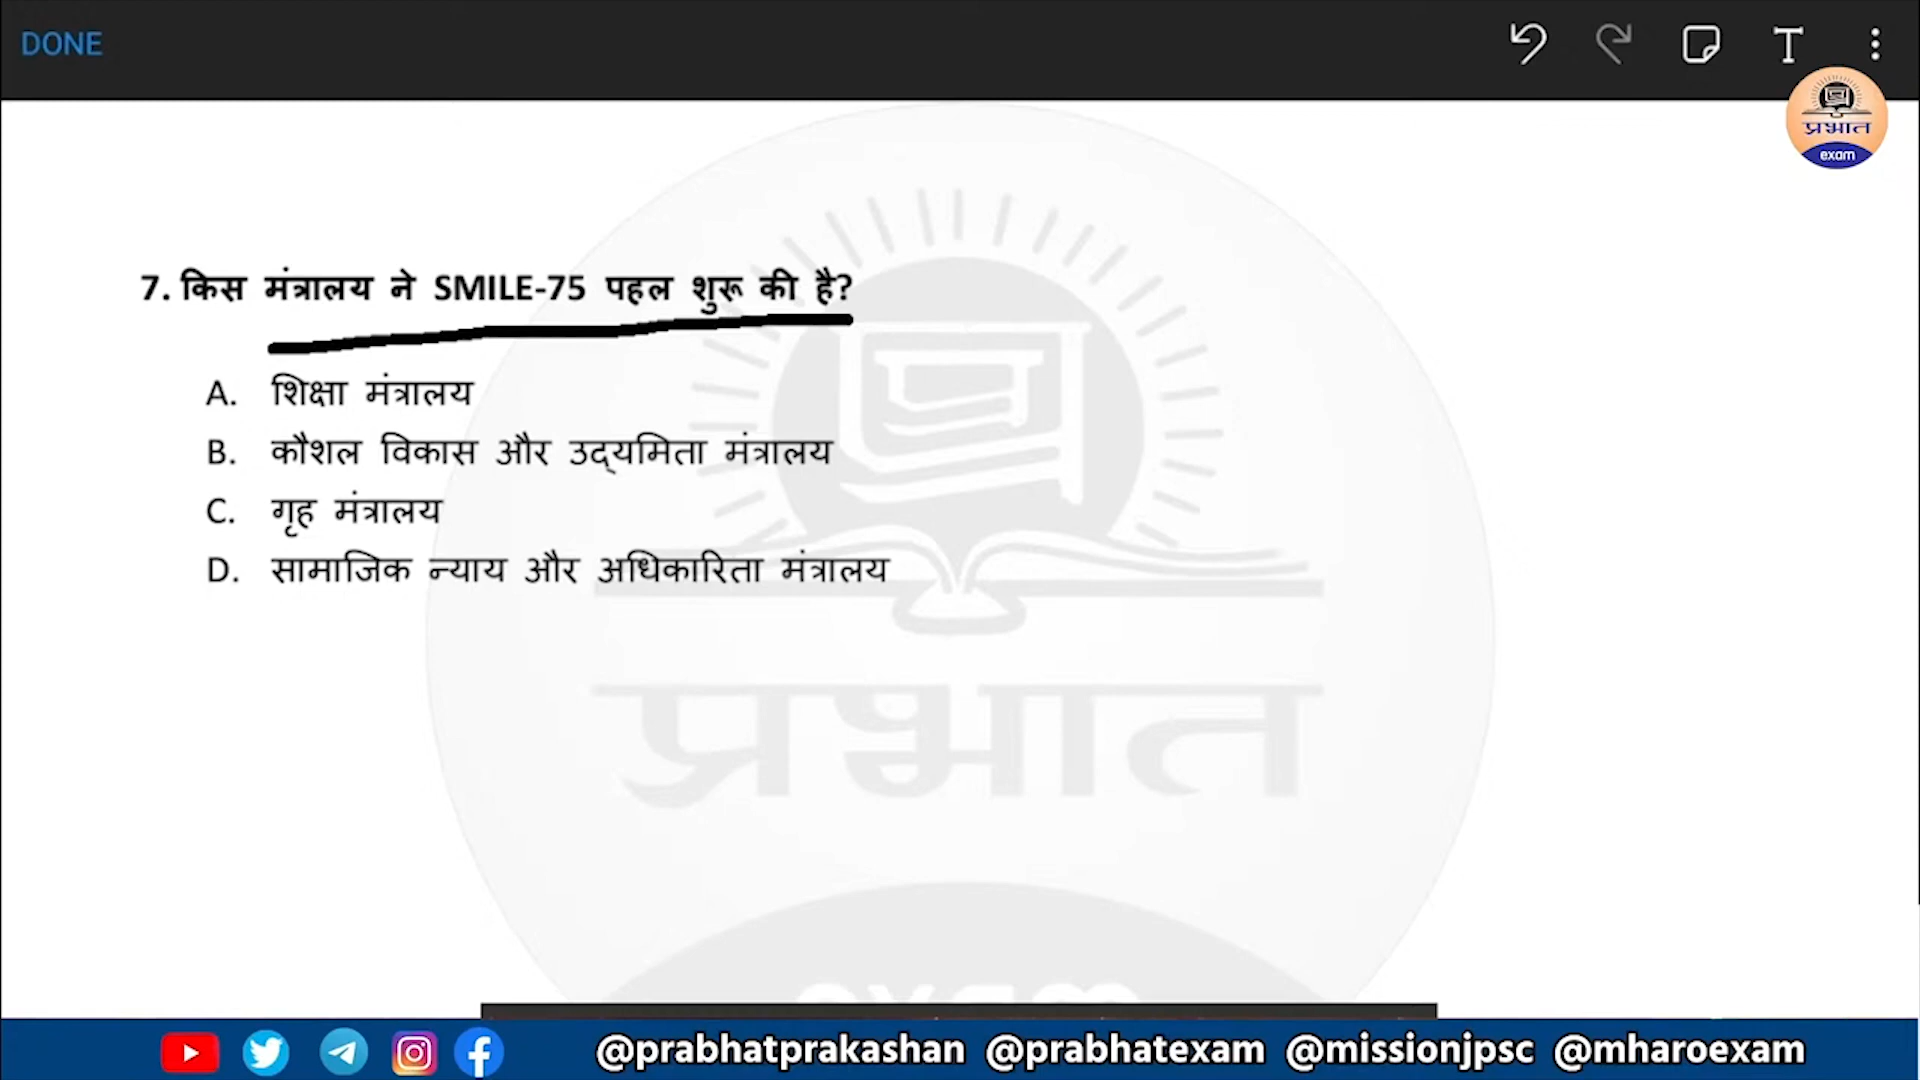 DONE
T
प्रभात
exam
7. किस मंत्रालय ने SMILE-75 पहल शुरू की है?
A. शिक्षा मंत्रालय
B. कौशल विकास और उद्यमिता मंत्रालय
C. गृह मंत्रालय
D. सामाजिक न्याय और अधिकारिता मंत्रालय
प्रभात
exam
@prabhatprakashan @prabhatexam @missionjpsc @mharoexam